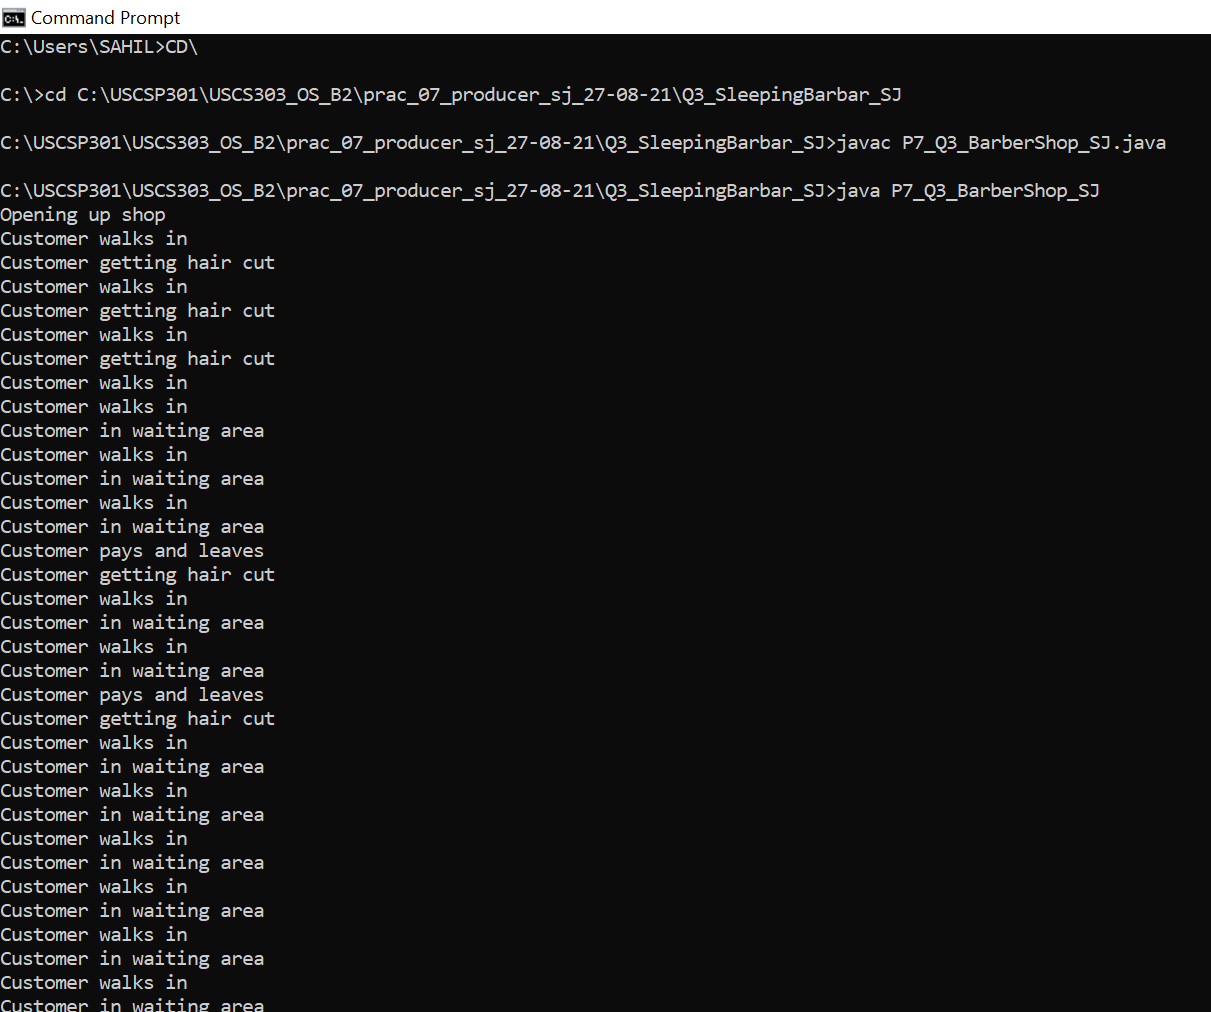 Command Prompt
C:\Users\SAHIL>CD\
C:\>cd C:\USCSP301\USCS303_OS_B2\prac_07_producer_sj_27-08-21\Q3_SleepingBarbar_SJ
C:\USCSP301\USCS303_OS_B2\prac_07_producer_sj_27-08-21\Q3_SleepingBarbar_SJ>javac P7_Q3_BarberShop_SJ.java
C:\USCSP301\USCS303_OS_B2\prac_07_producer_sj_27-08-21\Q3_SleepingBarbar_SJ>java P7_Q3_BarberShop_SJ
Opening up shop
Customer walks in
Customer getting hair cut
Customer walks in
Customer getting hair cut
Customer walks in
Customer getting hair cut
Customer walks in
Customer walks in
Customer in waiting area
Customer walks in
Customer in waiting area
Customer walks in
Customer in waiting area
Customer pays and leaves
Customer getting hair cut
Customer walks in
Customer in waiting area
Customer walks in
Customer in waiting area
Customer pays and leaves
Customer getting hair cut
Customer walks in
Customer in waiting area
Customer walks in
Customer in waiting area
Customer walks in
Customer in waiting area
Customer walks in
Customer in waiting area
Customer walks in
Customer in waiting area
Customer walks in
Customer in waiting area